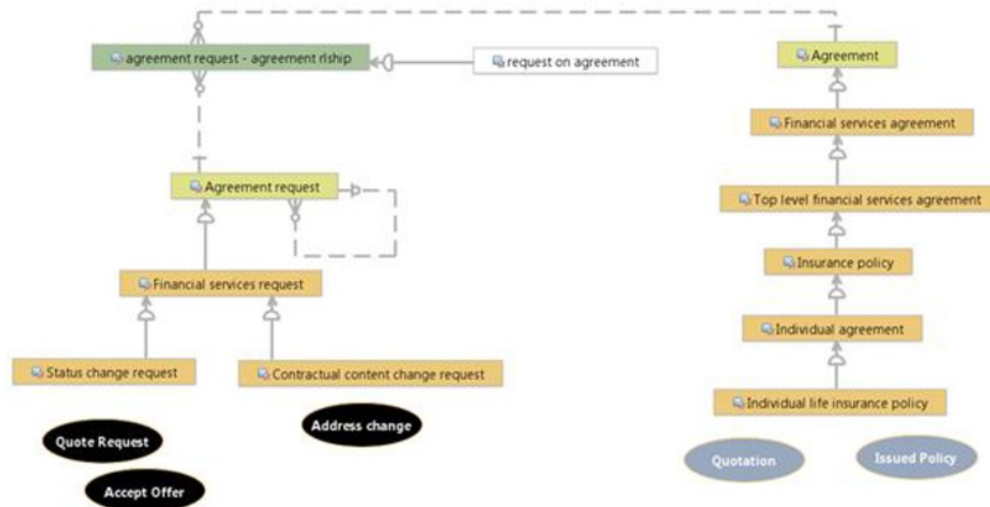 agreement request - agreement rlship
request on agreement
Agreement
Financial services agreement
Agreement request
Top level financial services agreement
Insurance policy
Financial services request
Individual agreement
Status change request
Contractual content change request
Individual life insurance policy
Address change
Quote Request
Quotation
Issued Policy
Accept Offer